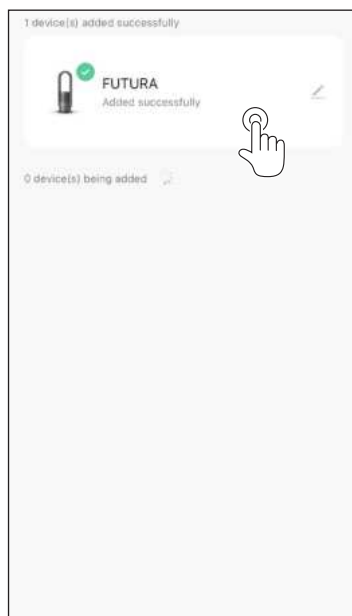 1 device(s) added successfully
FUTURA
Added successfully
0 device(s) being added